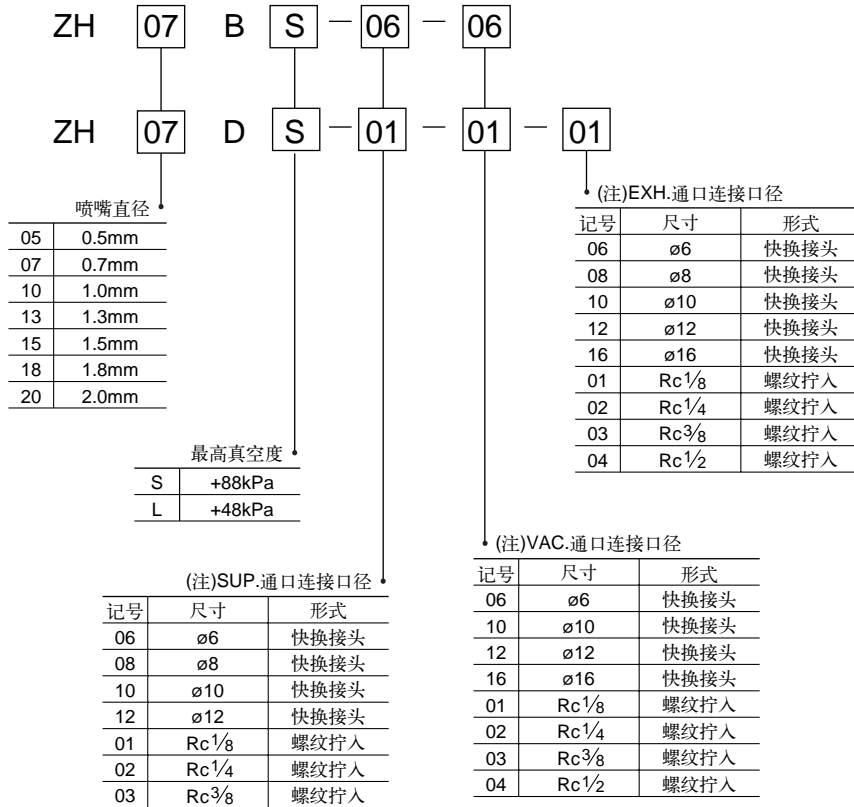 ZH 07 B S － 06 － 06
ZH 07 D S － 01 － 01 － 01
喷嘴直径
05 0.5mm
07 0.7mm
10 1.0mm
13 1.3mm
15 1.5mm
18 1.8mm
20 2.0mm
最高真空度
S +88kPa
L +48kPa
(注)SUP.通口连接口径
记号 尺寸 形式
06 ø6 快换接头
08 ø8 快换接头
10 ø10 快换接头
12 ø12 快换接头
01 Rc1/8 螺纹拧入
02 Rc1/4 螺纹拧入
03 Rc3/8 螺纹拧入
(注)VAC.通口连接口径
记号 尺寸 形式
06 ø6 快换接头
10 ø10 快换接头
12 ø12 快换接头
16 ø16 快换接头
01 Rc1/8 螺纹拧入
02 Rc1/4 螺纹拧入
03 Rc3/8 螺纹拧入
04 Rc1/2 螺纹拧入
(注)EXH.通口连接口径
记号 尺寸 形式
06 ø6 快换接头
08 ø8 快换接头
10 ø10 快换接头
12 ø12 快换接头
16 ø16 快换接头
01 Rc1/8 螺纹拧入
02 Rc1/4 螺纹拧入
03 Rc3/8 螺纹拧入
04 Rc1/2 螺纹拧入